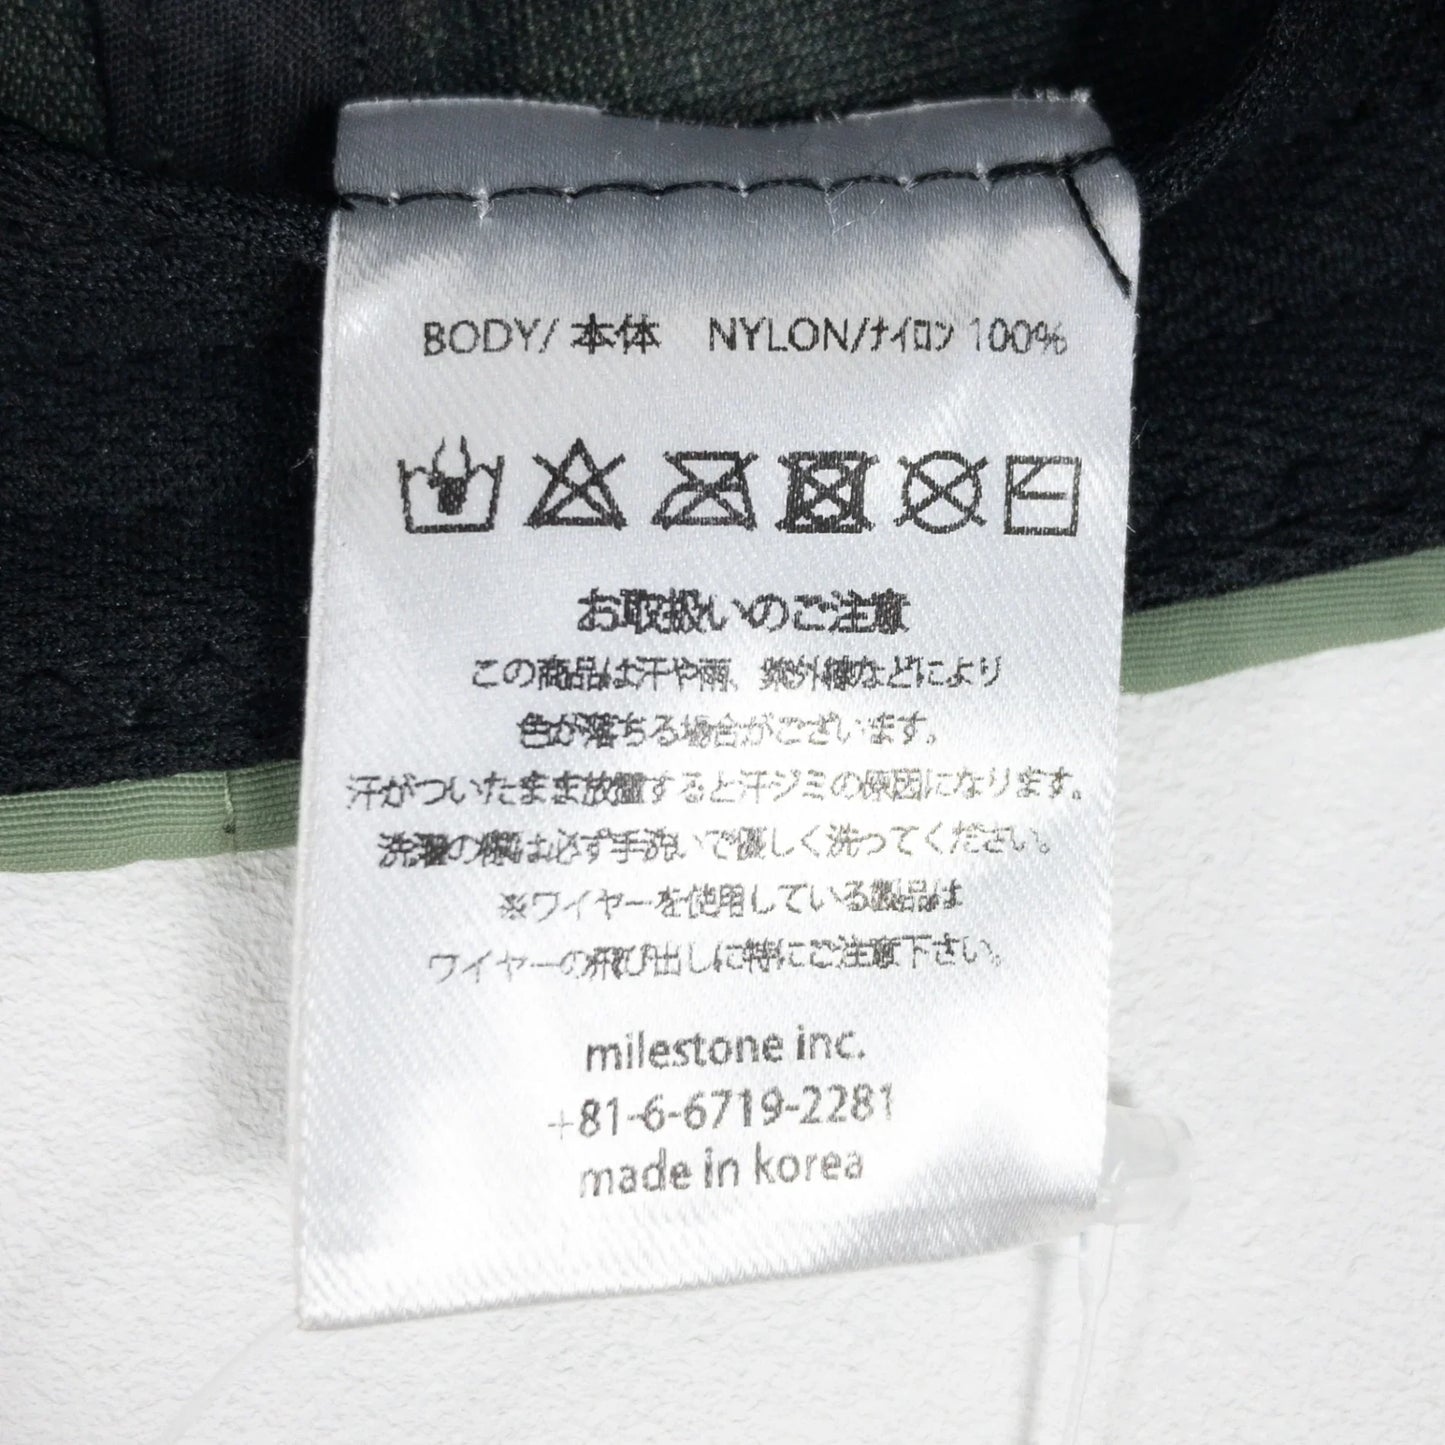 BODY/ 本体 NYLON/ナイロン 100%
お取扱いのご注意
この商品は汗や雨、紫外線などにより
色が落ちる場合がございます。
汗がついたまま放置すると汗ジミの原因になります。
洗濯の際は必ず手洗いで優しく洗ってください。
※ワイヤーを使用している製品は
ワイヤーの飛び出しに特にご注意下さい。
milestone inc.
+81-6-6719-2281
made in korea